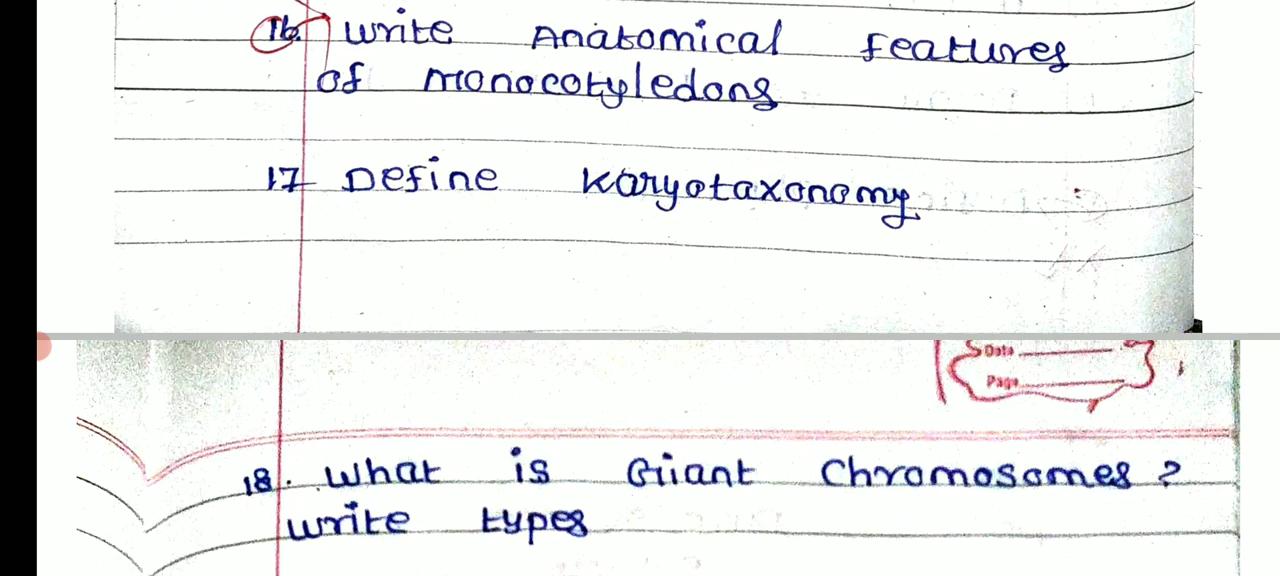 16. Write Anatomical Features
of monocotyledons
17 Define Karyotaxonomy.
Date
Page
18. What is Giant Chromosomes?
Write types